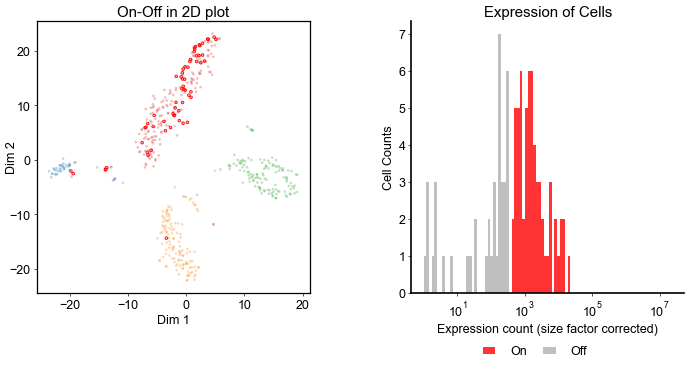 On-Off in 2D plot
20
10
0
−10
−20
Dim 2
−20 −10 0 10 20
Dim 1
Expression of Cells
7
6
5
4
3
2
1
0
Cell Counts
10^1 10^3 10^5 10^7
Expression count (size factor corrected)
On Off